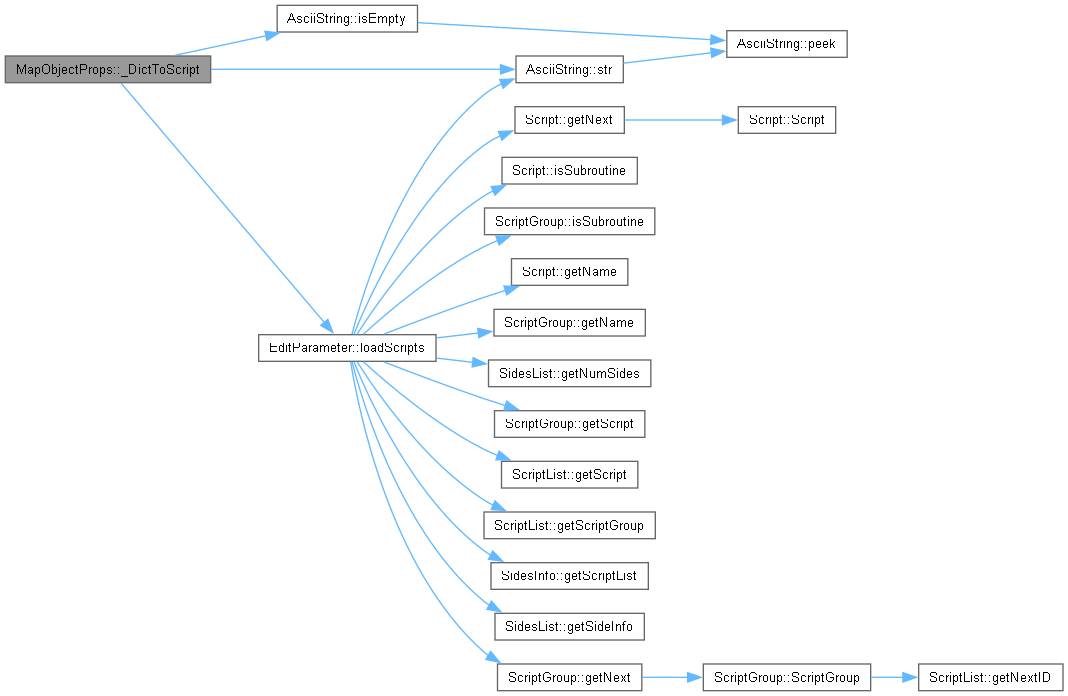 AsciiString::isEmpty
AsciiString::peek
MapObjectProps::_DictToScript
AsciiString::str
Script::getNext
Script::Script
Script::isSubroutine
ScriptGroup::isSubroutine
Script::getName
ScriptGroup::getName
EditParameter::loadScripts
SidesList::getNumSides
ScriptGroup::getScript
ScriptList::getScript
ScriptList::getScriptGroup
SidesInfo::getScriptList
SidesList::getSideInfo
ScriptGroup::getNext
ScriptGroup::ScriptGroup
ScriptList::getNextID